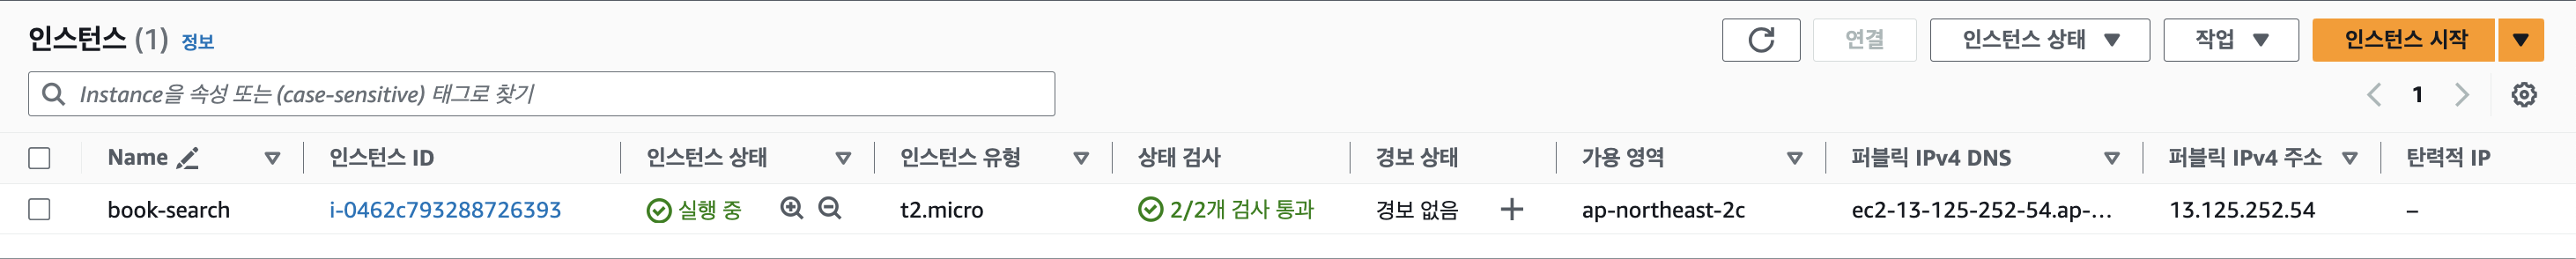 인스턴스 (1) 정보
연결
인스턴스 상태
작업
인스턴스 시작
Instance을 속성 또는 (case-sensitive) 태그로 찾기
1
Name 인스턴스 ID 인스턴스 상태 인스턴스 유형 상태 검사 경보 상태 가용 영역 퍼블릭 IPv4 DNS 퍼블릭 IPv4 주소 탄력적 IP
book-search i-0462c793288726393 실행 중 t2.micro 2/2개 검사 통과 경보 없음 ap-northeast-2c ec2-13-125-252-54.ap-... 13.125.252.54 –